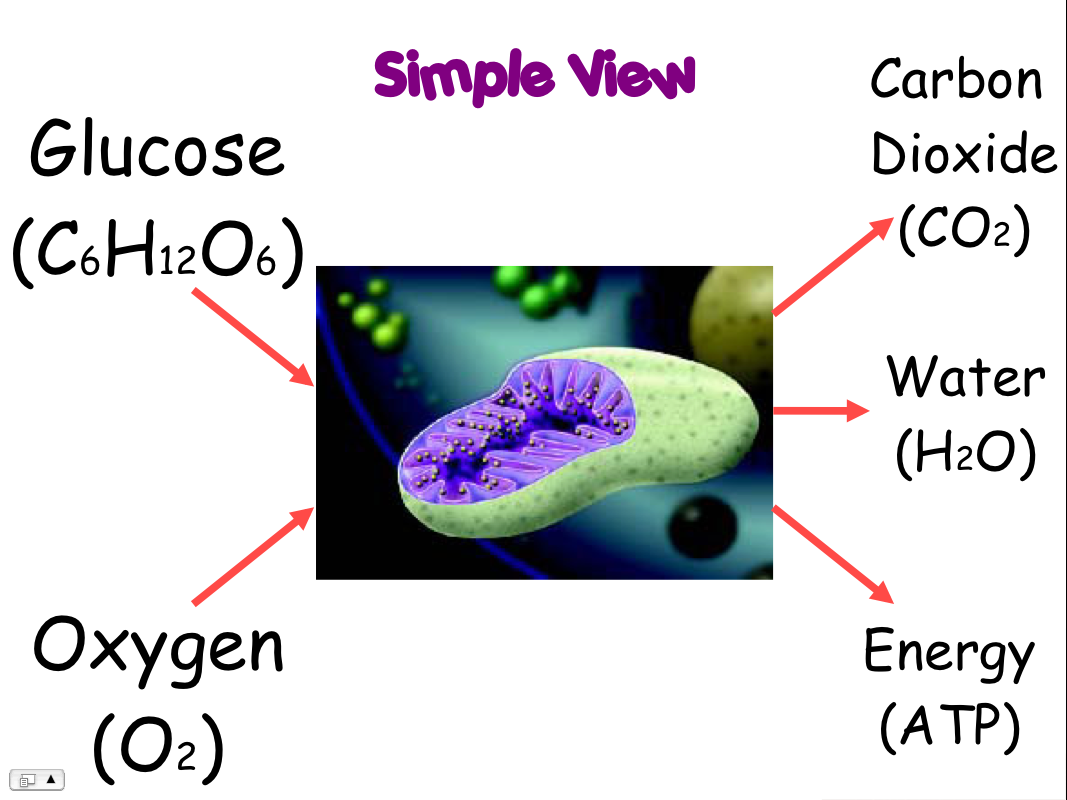 Simple View
Glucose
(C₆H₁₂O₆)
Oxygen
(O₂)
Carbon
Dioxide
(CO₂)
Water
(H₂O)
Energy
(ATP)